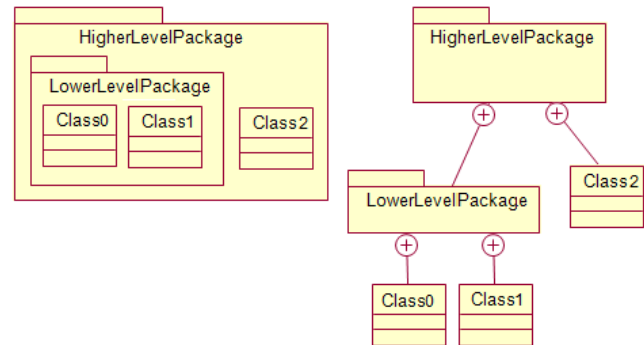 HigherLevelPackage
LowerLevelPackage
Class0
Class1
Class2
HigherLevelPackage
Class2
LowerLevelPackage
Class0
Class1